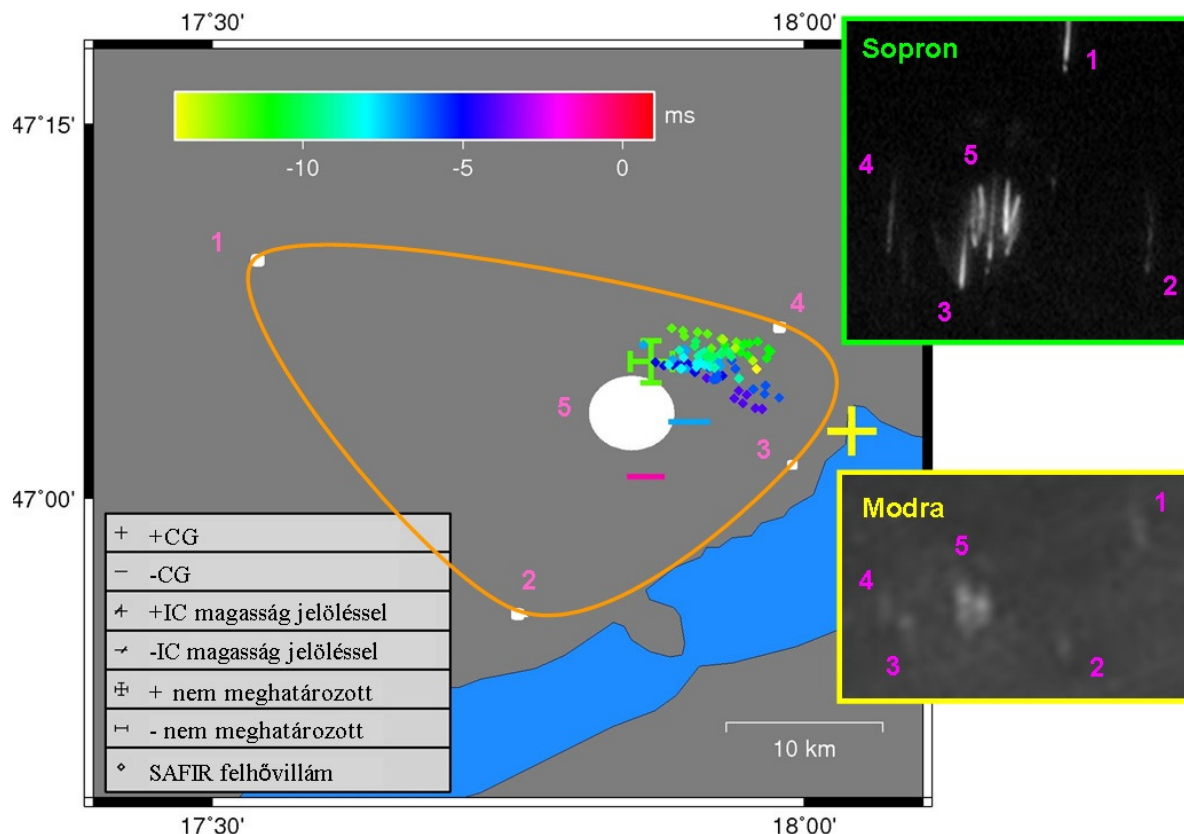 17˚30'
18˚00'
Sopron
1
4
5
3
2
ms
-10
-5
0
47˚15'
1
4
5
3
2
47˚00'
+CG
-CG
+IC magasság jelöléssel
-IC magasság jelöléssel
+ nem meghatározott
- nem meghatározott
SAFIR felhővillám
10 km
Modra
1
5
4
3
2
17˚30'
18˚00'